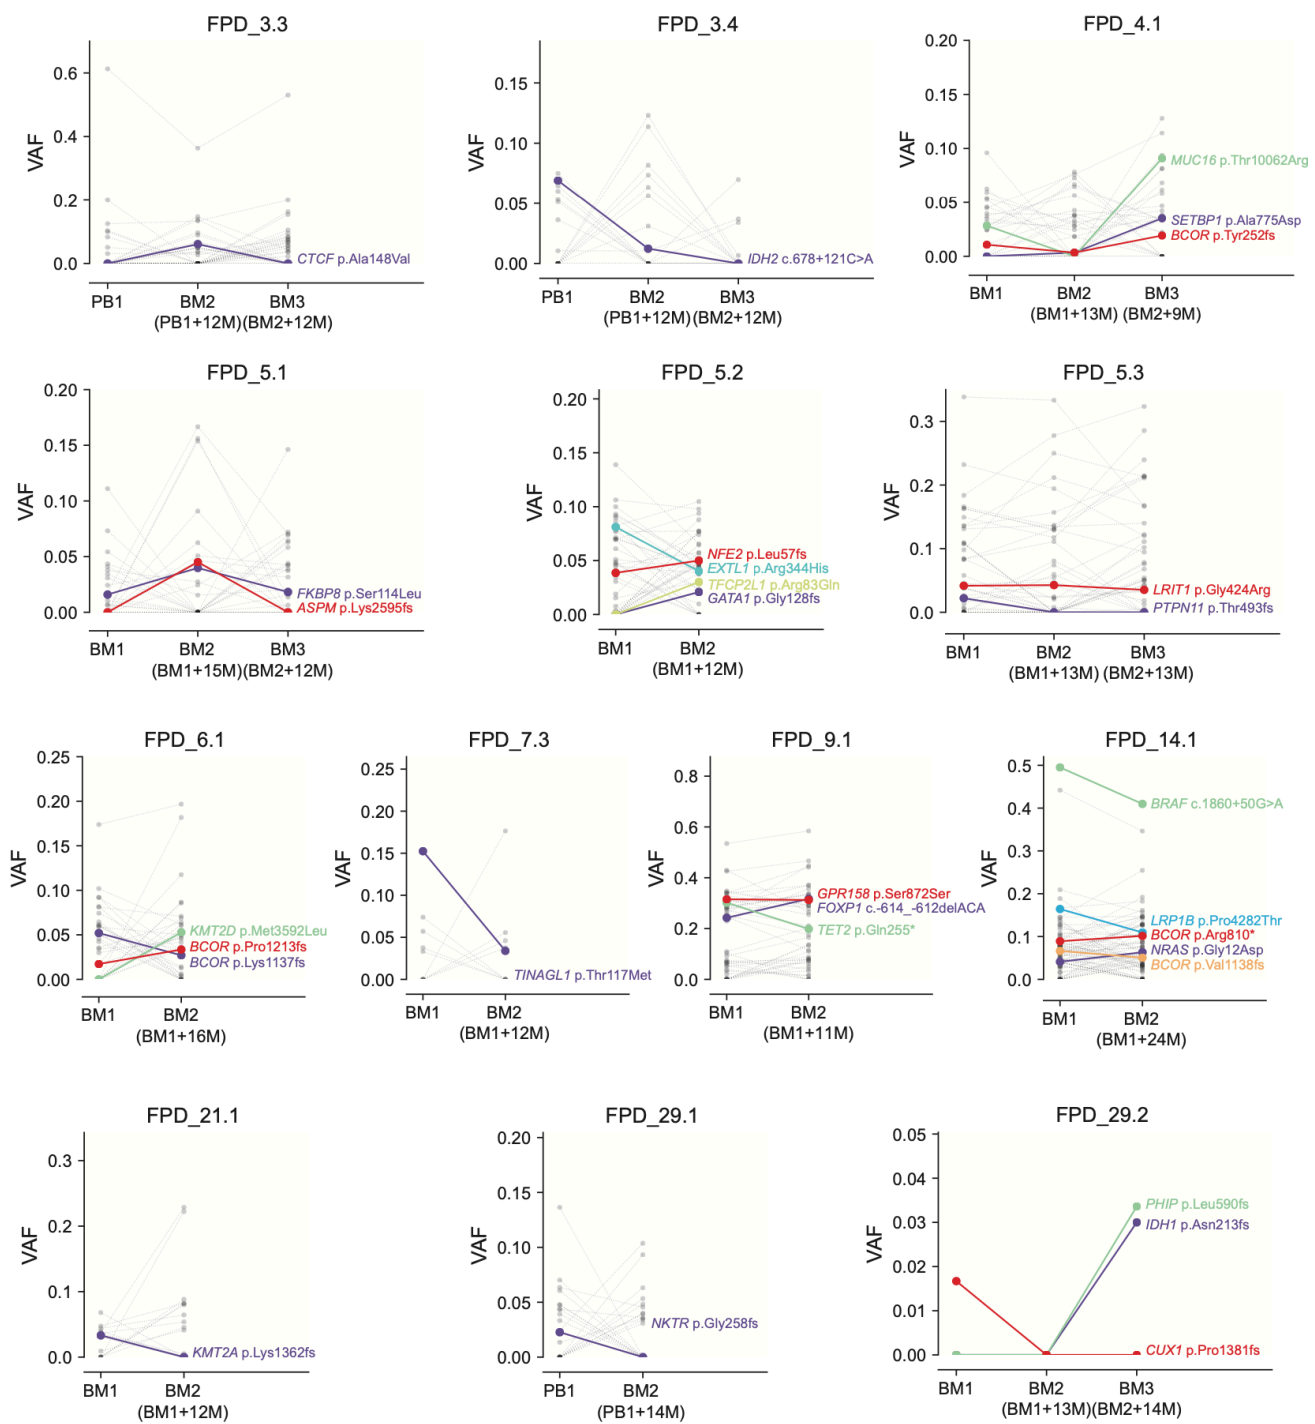 FPD_3.3
VAF
0.6
0.4
0.2
0.0
CTCF p.Ala148Val
PB1 BM2 BM3
(PB1+12M)(BM2+12M)
FPD_3.4
VAF
0.15
0.10
0.05
0.00
IDH2 c.678+121C>A
PB1 BM2 BM3
(PB1+12M)(BM2+12M)
FPD_4.1
VAF
0.20
0.15
0.10
0.05
0.00
MUC16 p.Thr10062Arg
SETBP1 p.Ala775Asp
BCOR p.Tyr252fs
BM1 BM2 BM3
(BM1+13M) (BM2+9M)
FPD_5.1
VAF
0.20
0.15
0.10
0.05
0.00
FKBP8 p.Ser114Leu
ASPM p.Lys2595fs
BM1 BM2 BM3
(BM1+15M)(BM2+12M)
FPD_5.2
VAF
0.20
0.15
0.10
0.05
0.00
NFE2 p.Leu57fs
EXTL1 p.Arg344His
TFCP2L1 p.Arg83Gln
GATA1 p.Gly128fs
BM1 BM2
(BM1+12M)
FPD_5.3
VAF
0.3
0.2
0.1
0.0
LRIT1 p.Gly424Arg
PTPN11 p.Thr493fs
BM1 BM2 BM3
(BM1+13M) (BM2+13M)
FPD_6.1
VAF
0.25
0.20
0.15
0.10
0.05
0.00
KMT2D p.Met3592Leu
BCOR p.Pro1213fs
BCOR p.Lys1137fs
BM1 BM2
(BM1+16M)
FPD_7.3
VAF
0.25
0.20
0.15
0.10
0.05
0.00
TINAGL1 p.Thr117Met
BM1 BM2
(BM1+12M)
FPD_9.1
VAF
0.8
0.6
0.4
0.2
0.0
GPR158 p.Ser872Ser
FOXP1 c.-614_-612delACA
TET2 p.Gln255*
BM1 BM2
(BM1+11M)
FPD_14.1
VAF
0.5
0.4
0.3
0.2
0.1
0.0
BRAF c.1860+50G>A
LRP1B p.Pro4282Thr
BCOR p.Arg810*
NRAS p.Gly12Asp
BCOR p.Val1138fs
BM1 BM2
(BM1+24M)
FPD_21.1
VAF
0.3
0.2
0.1
0.0
KMT2A p.Lys1362fs
BM1 BM2
(BM1+12M)
FPD_29.1
VAF
0.20
0.15
0.10
0.05
0.00
NKTR p.Gly258fs
PB1 BM2
(PB1+14M)
FPD_29.2
VAF
0.05
0.04
0.03
0.02
0.01
0.00
PHIP p.Leu590fs
IDH1 p.Asn213fs
CUX1 p.Pro1381fs
BM1 BM2 BM3
(BM1+13M)(BM2+14M)